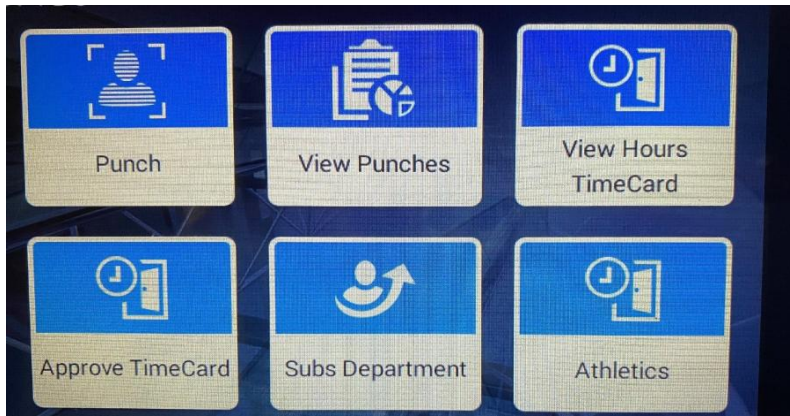 Punch
View Punches
View Hours
TimeCard
Approve TimeCard
Subs Department
Athletics